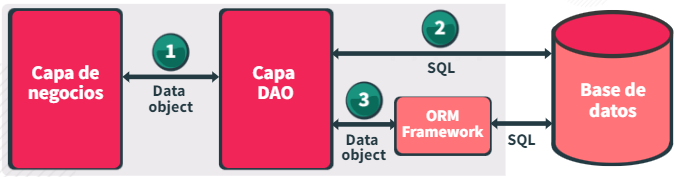 Capa de
negocios
1
Data
object
Capa
DAO
2
SQL
3
Data
object
ORM
Framework
SQL
Base de
datos